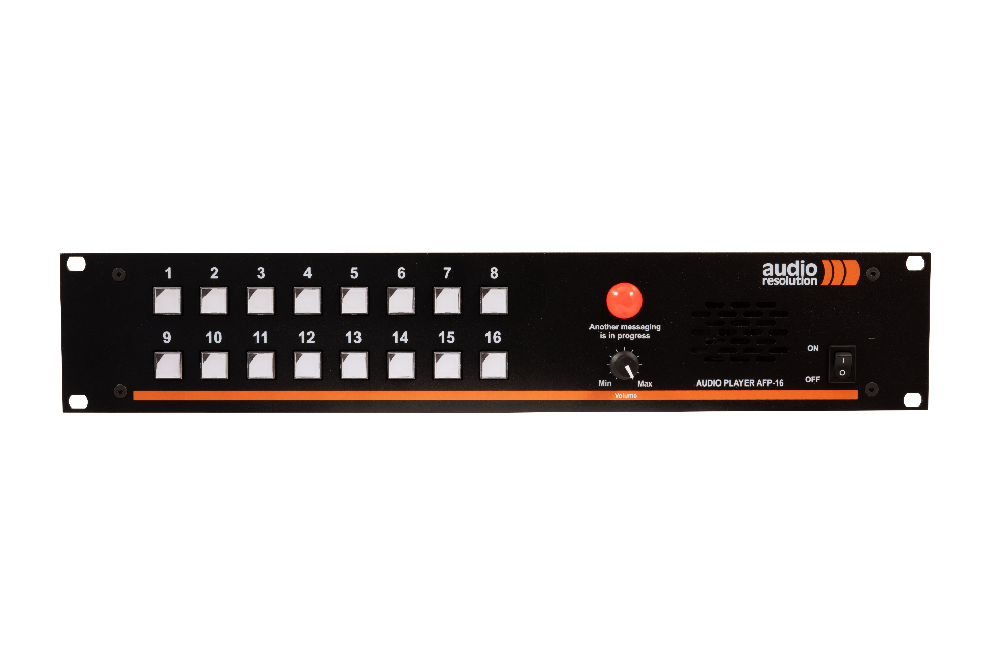 1 2 3 4 5 6 7 8
9 10 11 12 13 14 15 16
Another messaging
is in progress
Min Max
Volume
audio
resolution
AUDIO PLAYER AFP-16
ON
I
O
OFF